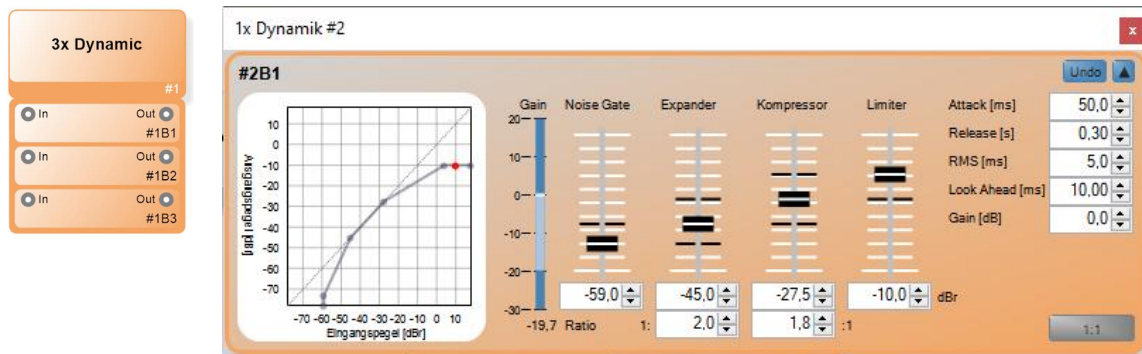 3x Dynamic
#1
In Out
#1B1
In Out
#1B2
In Out
#1B3
1x Dynamik #2
x
#2B1
Undo
Ausgangspegel [dBr]
10
0
-10
-20
-30
-40
-50
-60
-70
-70 -60 -50 -40 -30 -20 -10 0 10
Eingangspegel [dBr]
Gain Noise Gate Expander Kompressor Limiter
20
10
0
-10
-20
-30
-19,7
-59,0 -45,0 -27,5 -10,0 dBr
Ratio 1: 2,0 1,8 :1
Attack [ms] 50,0
Release [s] 0,30
RMS [ms] 5,0
Look Ahead [ms] 10,00
Gain [dB] 0,0
1:1